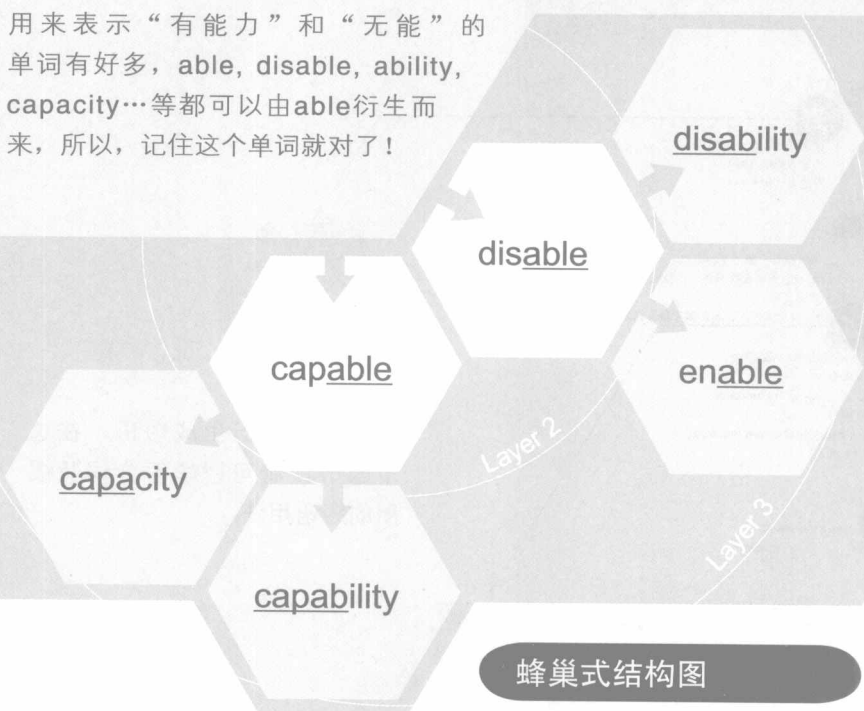 用来表示“有能力”和“无能”的
单词有好多，able, disable, ability,
capacity…等都可以由able衍生而
来，所以，记住这个单词就对了！
disability
disable
enable
capable
capacity
capability
Layer 2
Layer 3
蜂巢式结构图